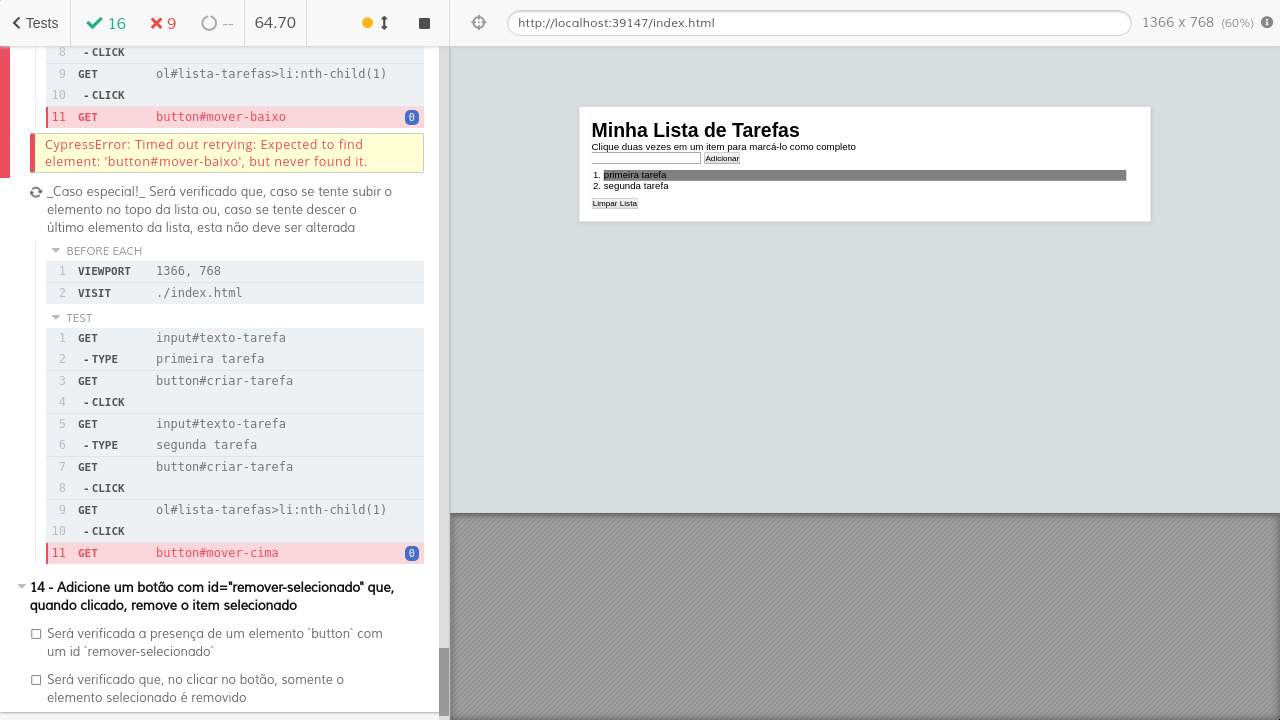 Tests 16 9 -- 64.70
http://localhost:39147/index.html 1366 x 768 (60%)
8 - CLICK
9 GET ol#lista-tarefas>li:nth-child(1)
10 - CLICK
11 GET button#mover-baixo 0
CypressError: Timed out retrying: Expected to find
element: 'button#mover-baixo', but never found it.
_Caso especial!_ Será verificado que, caso se tente subir o
elemento no topo da lista ou, caso se tente descer o
último elemento da lista, esta não deve ser alterada
BEFORE EACH
1 VIEWPORT 1366, 768
2 VISIT ./index.html
TEST
1 GET input#texto-tarefa
2 - TYPE primeira tarefa
3 GET button#criar-tarefa
4 - CLICK
5 GET input#texto-tarefa
6 - TYPE segunda tarefa
7 GET button#criar-tarefa
8 - CLICK
9 GET ol#lista-tarefas>li:nth-child(1)
10 - CLICK
11 GET button#mover-cima 0
14 - Adicione um botão com id="remover-selecionado" que,
quando clicado, remove o item selecionado
Será verificada a presença de um elemento `button` com
um id `remover-selecionado`
Será verificado que, no clicar no botão, somente o
elemento selecionado é removido
Minha Lista de Tarefas
Clique duas vezes em um item para marcá-lo como completo
Adicionar
1. primeira tarefa
2. segunda tarefa
Limpar Lista